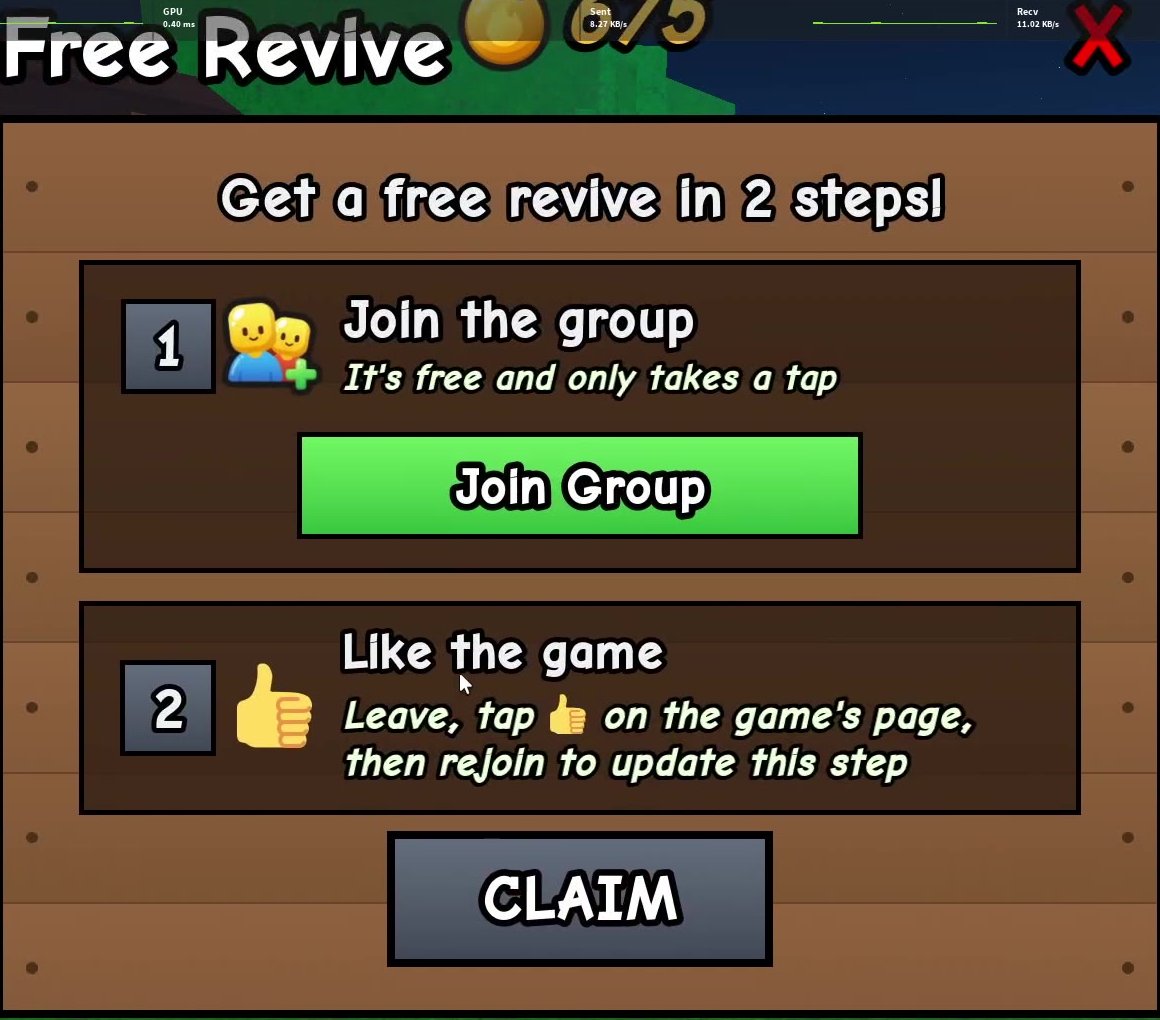 GPU
0.40 ms
Sent
8.27 KB/s
Recv
11.02 KB/s
Free Revive
/5
X
Get a free revive in 2 steps!
1
Join the group
It's free and only takes a tap
Join Group
2
Like the game
Leave, tap 👍 on the game's page,
then rejoin to update this step
CLAIM